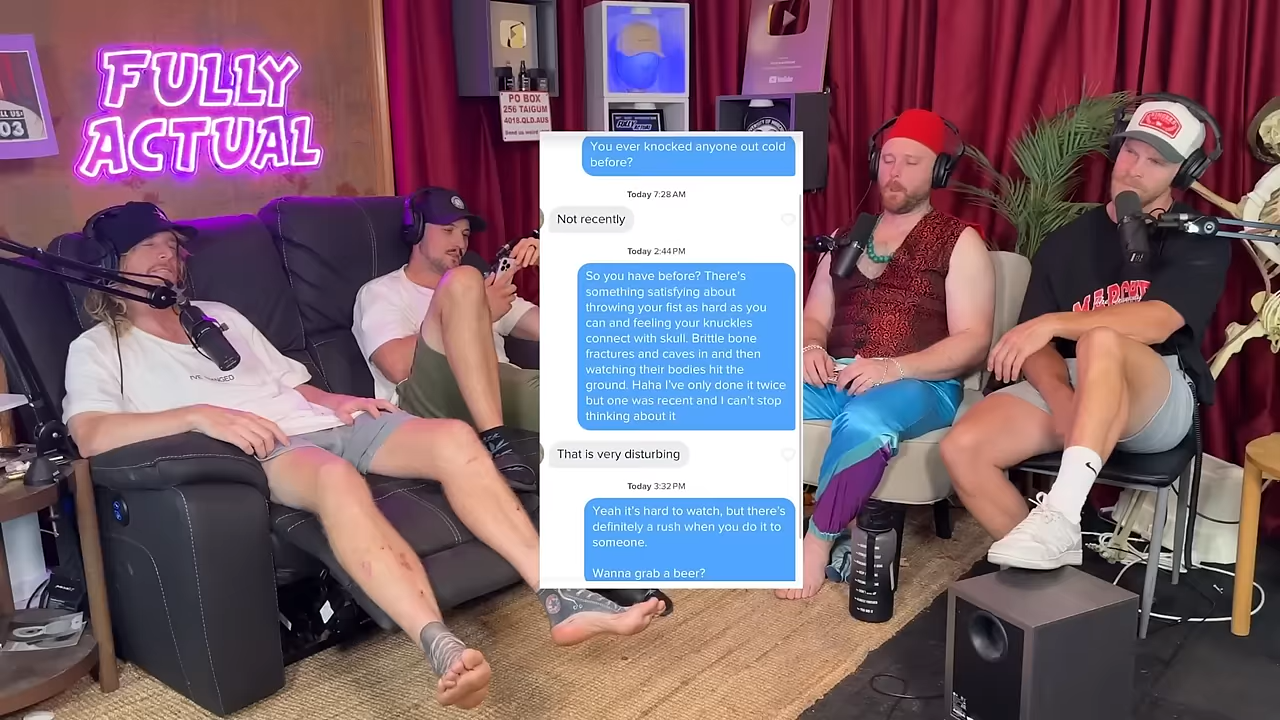 FULLY
ACTUAL
LL US:
03
PO BOX
256 TAIGUM
4018.QLD.AUS
YouTube
You ever knocked anyone out cold
before?
Today 7:28 AM
Not recently
Today 2:44 PM
So you have before? There's
something satisfying about
throwing your fist as hard as you
can and feeling your knuckles
connect with skull. Brittle bone
fractures and caves in and then
watching their bodies hit the
ground. Haha I've only done it twice
but one was recent and I can't stop
thinking about it
That is very disturbing
Today 3:32 PM
Yeah it's hard to watch, but there's
definitely a rush when you do it to
someone.
Wanna grab a beer?